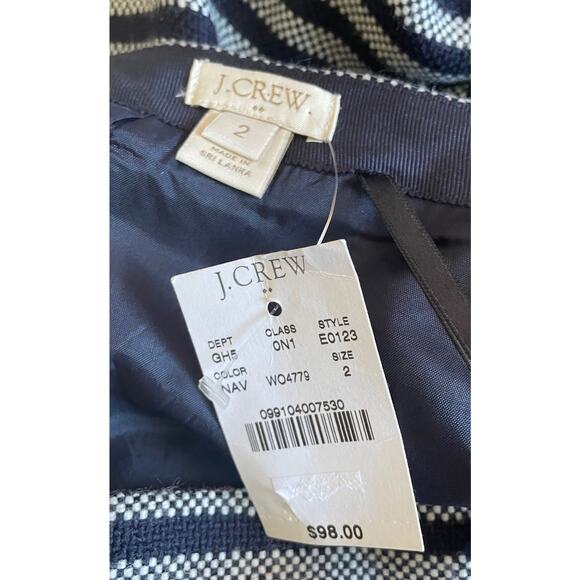 J.CREW
2
MADE IN
SRI LANKA
J.CREW
DEPT CLASS STYLE
GH5 0N1 E0123
COLOR SIZE
NAV WO4779 2
099104007530
$98.00